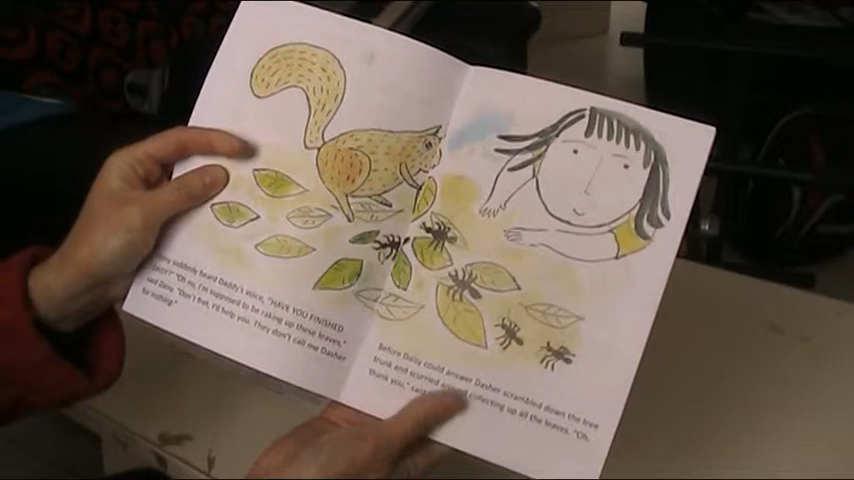 suddenly heard Daddy's voice, "HAVE YOU FINISHED
"Oh no, I'm supposed to be raking up these leaves,"
said Daisy. "Don't fret, I'll help you. They don't call me Dasher
for nothing."
Before Daisy could answer Dasher scrambled down the tree
trunk and scurried around collecting up all the leaves. "Oh,
thank you," said